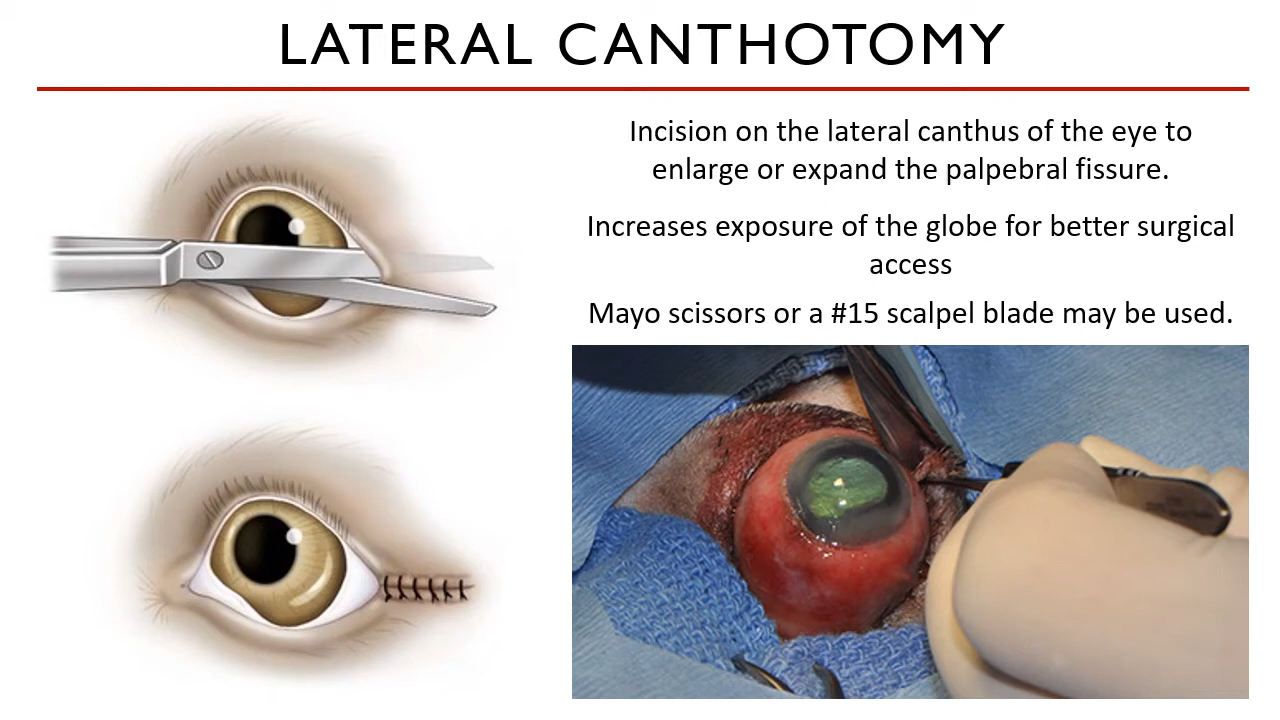 LATERAL CANTHOTOMY
Incision on the lateral canthus of the eye to
enlarge or expand the palpebral fissure.
Increases exposure of the globe for better surgical
access
Mayo scissors or a #15 scalpel blade may be used.